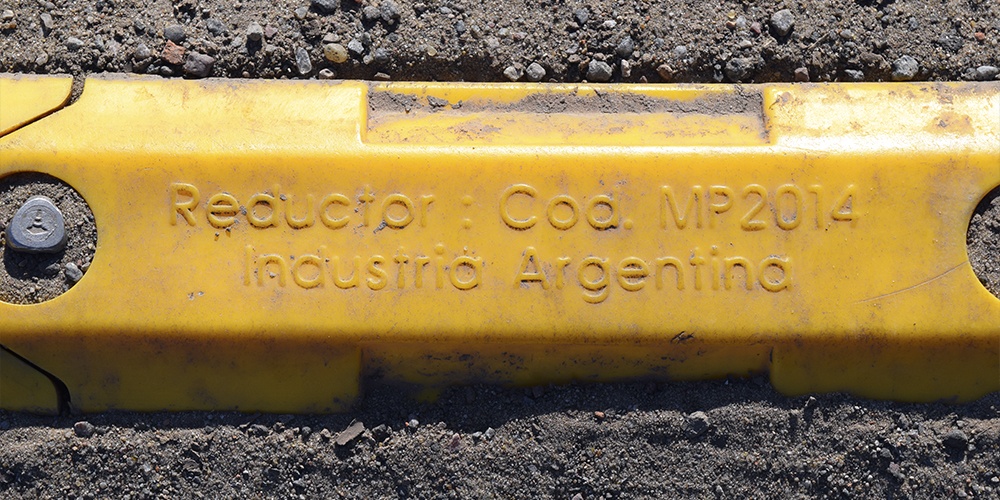 Reductor : Cod. MP2014
Industria Argentina